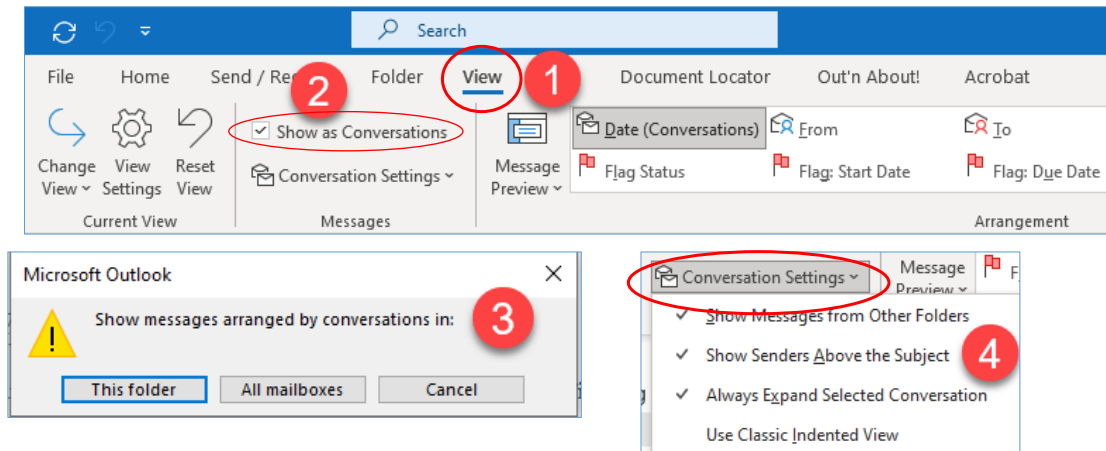 Search
File Home Send / Rec Folder View 1 Document Locator Out'n About! Acrobat
2
Show as Conversations
Date (Conversations) From To
Change View Reset
View Settings View
Conversation Settings
Message
Preview
Flag Status Flag: Start Date Flag: Due Date
Current View Messages Arrangement
Microsoft Outlook
Show messages arranged by conversations in: 3
This folder All mailboxes Cancel
Conversation Settings Message F
Preview
Show Messages from Other Folders
Show Senders Above the Subject 4
Always Expand Selected Conversation
Use Classic Indented View